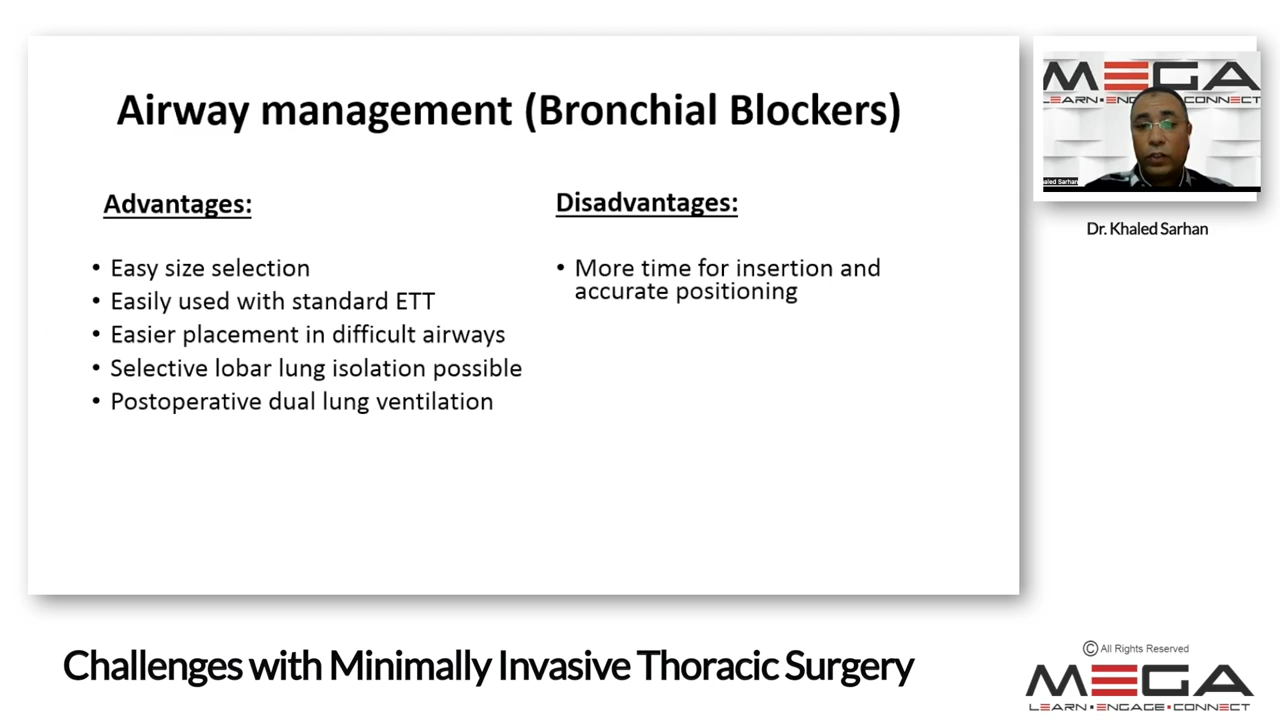 Airway management (Bronchial Blockers)
Advantages:
• Easy size selection
• Easily used with standard ETT
• Easier placement in difficult airways
• Selective lobar lung isolation possible
• Postoperative dual lung ventilation
Disadvantages:
• More time for insertion and
accurate positioning
MEGA
LEARN•ENGAGE•CONNECT
aled Sarhan
Dr. Khaled Sarhan
Challenges with Minimally Invasive Thoracic Surgery
© All Rights Reserved
MEGA
LEARN•ENGAGE•CONNECT